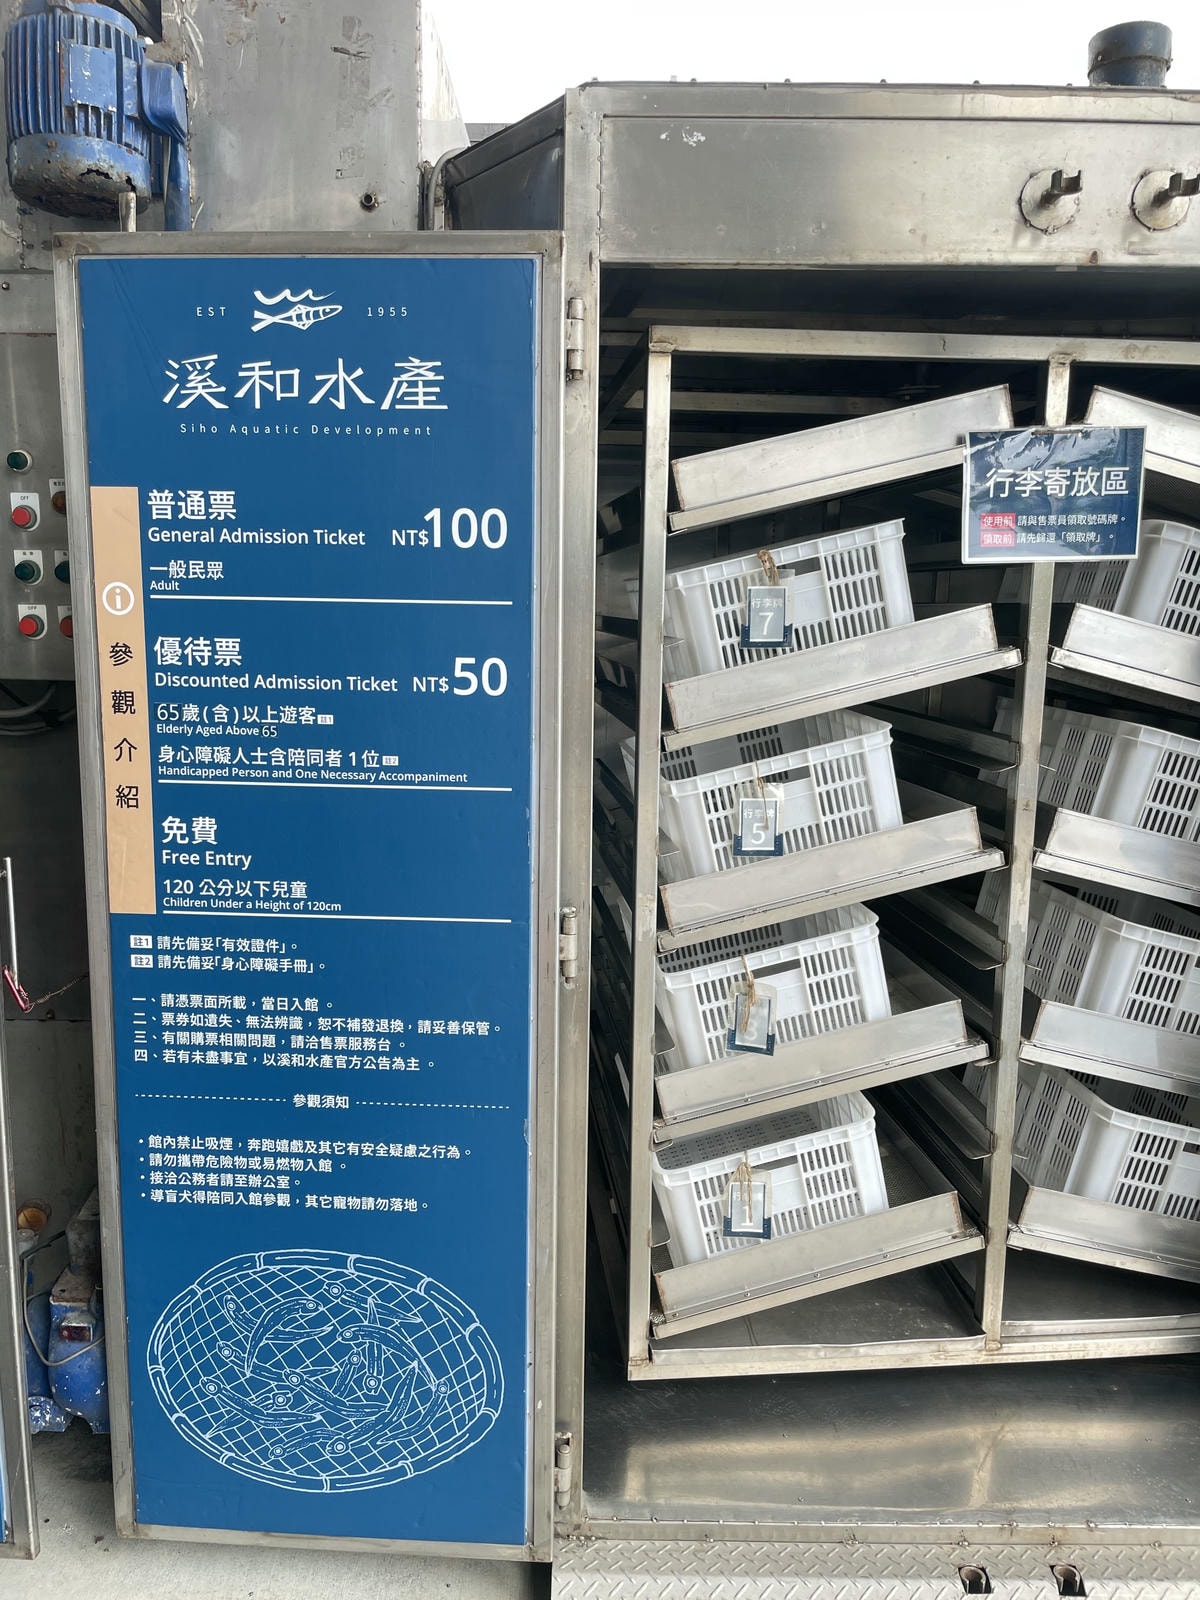 EST 1955
溪和水產
Siho Aquatic Development
參觀介紹
普通票
General Admission Ticket NT$100
一般民眾
Adult
優待票
Discounted Admission Ticket NT$50
65歲(含)以上遊客註1
Elderly Aged Above 65
身心障礙人士含陪同者 1 位註2
Handicapped Person and One Necessary Accompaniment
免費
Free Entry
120 公分以下兒童
Children Under a Height of 120cm
註1 請先備妥「有效證件」。
註2 請先備妥「身心障礙手冊」。
一、請憑票面所載，當日入館 。
二、票券如遺失、無法辨識，恕不補發退換，請妥善保管。
三、有關購票相關問題，請洽售票服務台 。
四、若有未盡事宜，以溪和水產官方公告為主 。
參觀須知
• 館內禁止吸煙，奔跑嬉戲及其它有安全疑慮之行為。
• 請勿攜帶危險物或易燃物入館 。
• 接洽公務者請至辦公室。
• 導盲犬得陪同入館參觀，其它寵物請勿落地。
行李寄放區
使用前 請與售票員領取號碼牌。
領取前 請先歸還「領取牌」。
行李牌
7
行李牌
5
行李牌
1
OFF
OFF